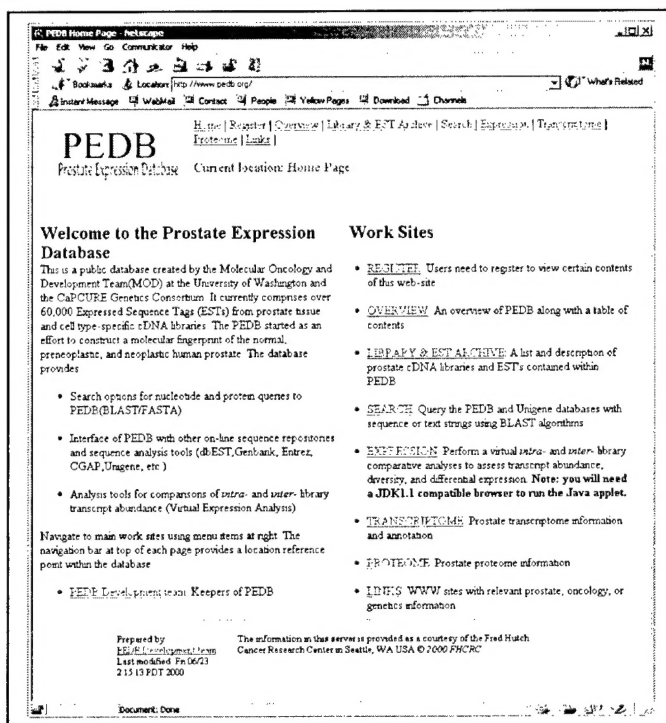 PEDB Home Page - Netscape
File Edit View Go Communicator Help
Bookmarks Location: http://www.pedb.org/ What's Related
Instant Message WebMail Contact People Yellow Pages Download Channels
PEDB
Prostate Expression Database
Home | Register | Overview | Library & EST Archive | Search | Expression | Transcriptome |
Proteome | Links |
Current location: Home Page
Welcome to the Prostate Expression
Database
This is a public database created by the Molecular Oncology and
Development Team(MOD) at the University of Washington and
the CaPCURE Genetics Consortium. It currently comprises over
60,000 Expressed Sequence Tags (ESTs) from prostate tissue
and cell type-specific cDNA libraries. The PEDB started as an
effort to construct a molecular fingerprint of the normal,
preneoplastic, and neoplastic human prostate. The database
provides
• Search options for nucleotide and protein queries to
PEDB(BLAST/FASTA)
• Interface of PEDB with other on-line sequence repositories
and sequence analysis tools (dbEST,Genbank, Entrez,
CGAP,Unigene, etc.)
• Analysis tools for comparisons of intra- and inter- library
transcript abundance (Virtual Expression Analysis)
Navigate to main work sites using menu items at right. The
navigation bar at top of each page provides a location reference
point within the database
• PEDB Development team: Keepers of PEDB
Work Sites
• REGISTER Users need to register to view certain contents
of this web-site
• OVERVIEW An overview of PEDB along with a table of
contents
• LIBRARY & EST ARCHIVE: A list and description of
prostate cDNA libraries and EST's contained within
PEDB
• SEARCH Query the PEDB and Unigene databases with
sequence or text strings using BLAST algorithms
• EXPRESSION Perform a virtual intra- and inter- library
comparative analyses to assess transcript abundance,
diversity, and differential expression. Note: you will need
a JDK1.1 compatible browser to run the Java applet.
• TRANSCRIPTOME Prostate transcriptome information
and annotation
• PROTEOME Prostate proteome information
• LINKS WWW sites with relevant prostate, oncology, or
genetics information
Prepared by
PEDB Development team
Last modified Fri 06/23
2:15:13 PDT 2000
The information in this server is provided as a courtesy of the Fred Hutch
Cancer Research Center in Seattle, WA USA © 2000 FHCRC
Document: Done